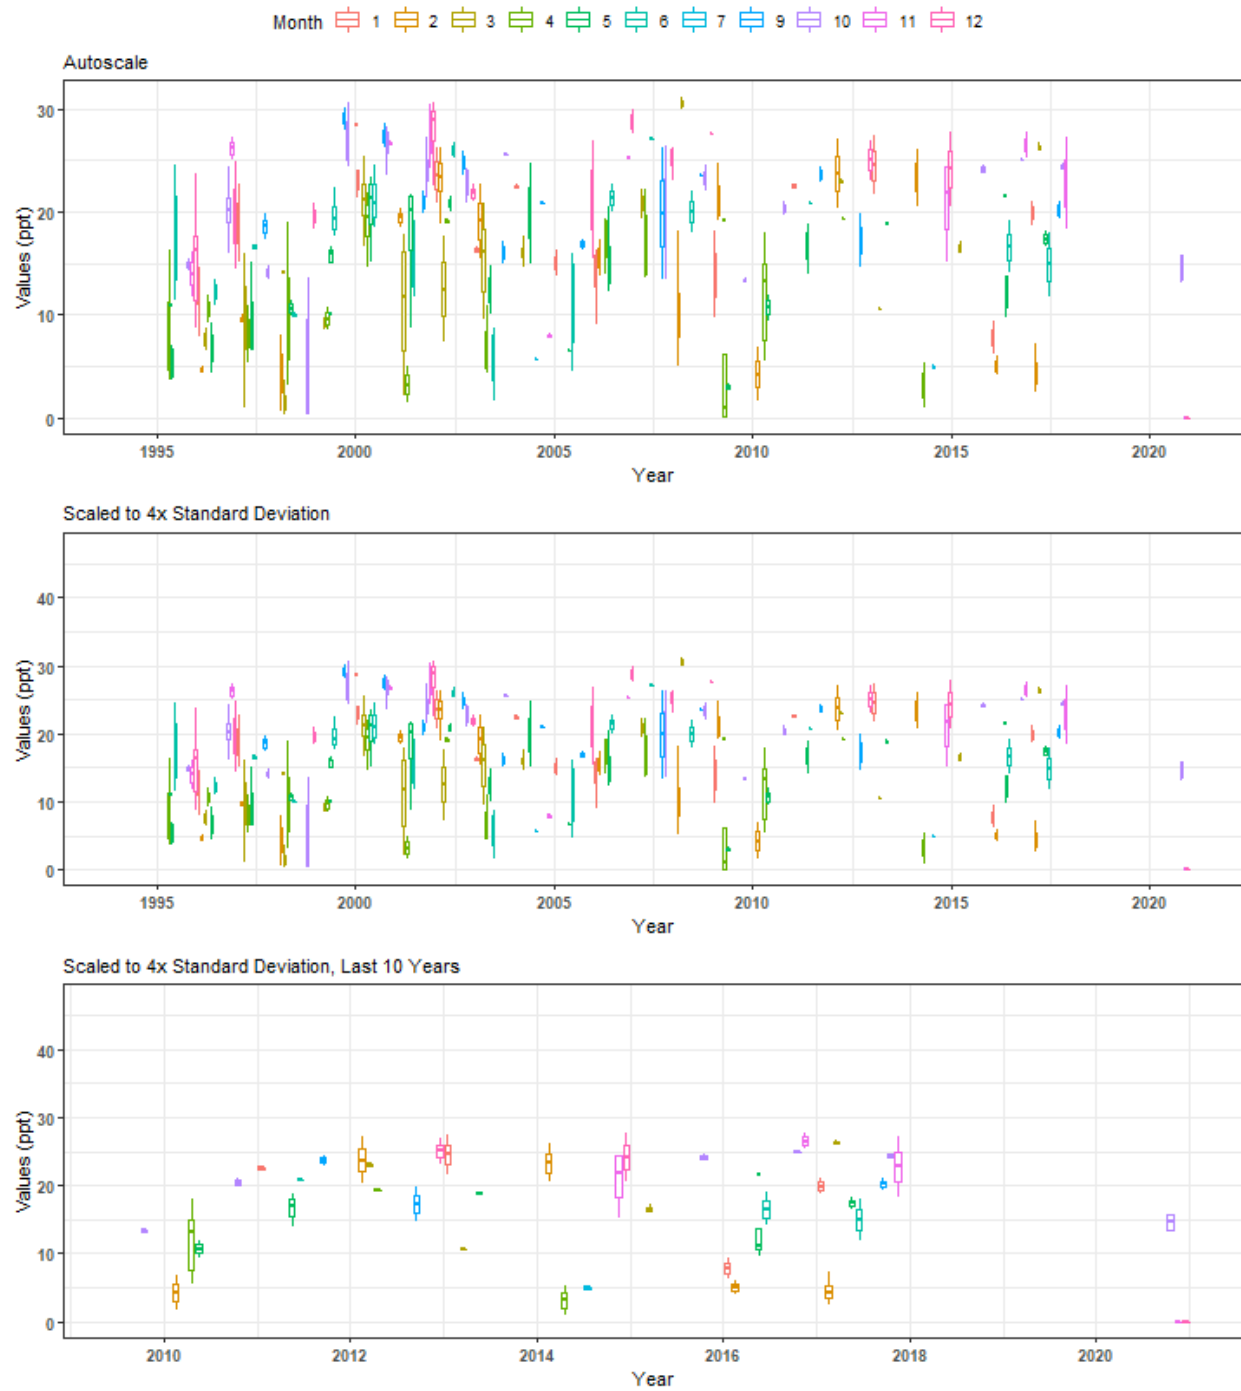 Month 1 2 3 4 5 6 7 9 10 11 12
Autoscale
Values (ppt)
30
20
10
0
1995 2000 2005 2010 2015 2020
Year
Scaled to 4x Standard Deviation
Values (ppt)
40
30
20
10
0
1995 2000 2005 2010 2015 2020
Year
Scaled to 4x Standard Deviation, Last 10 Years
Values (ppt)
40
30
20
10
0
2010 2012 2014 2016 2018 2020
Year